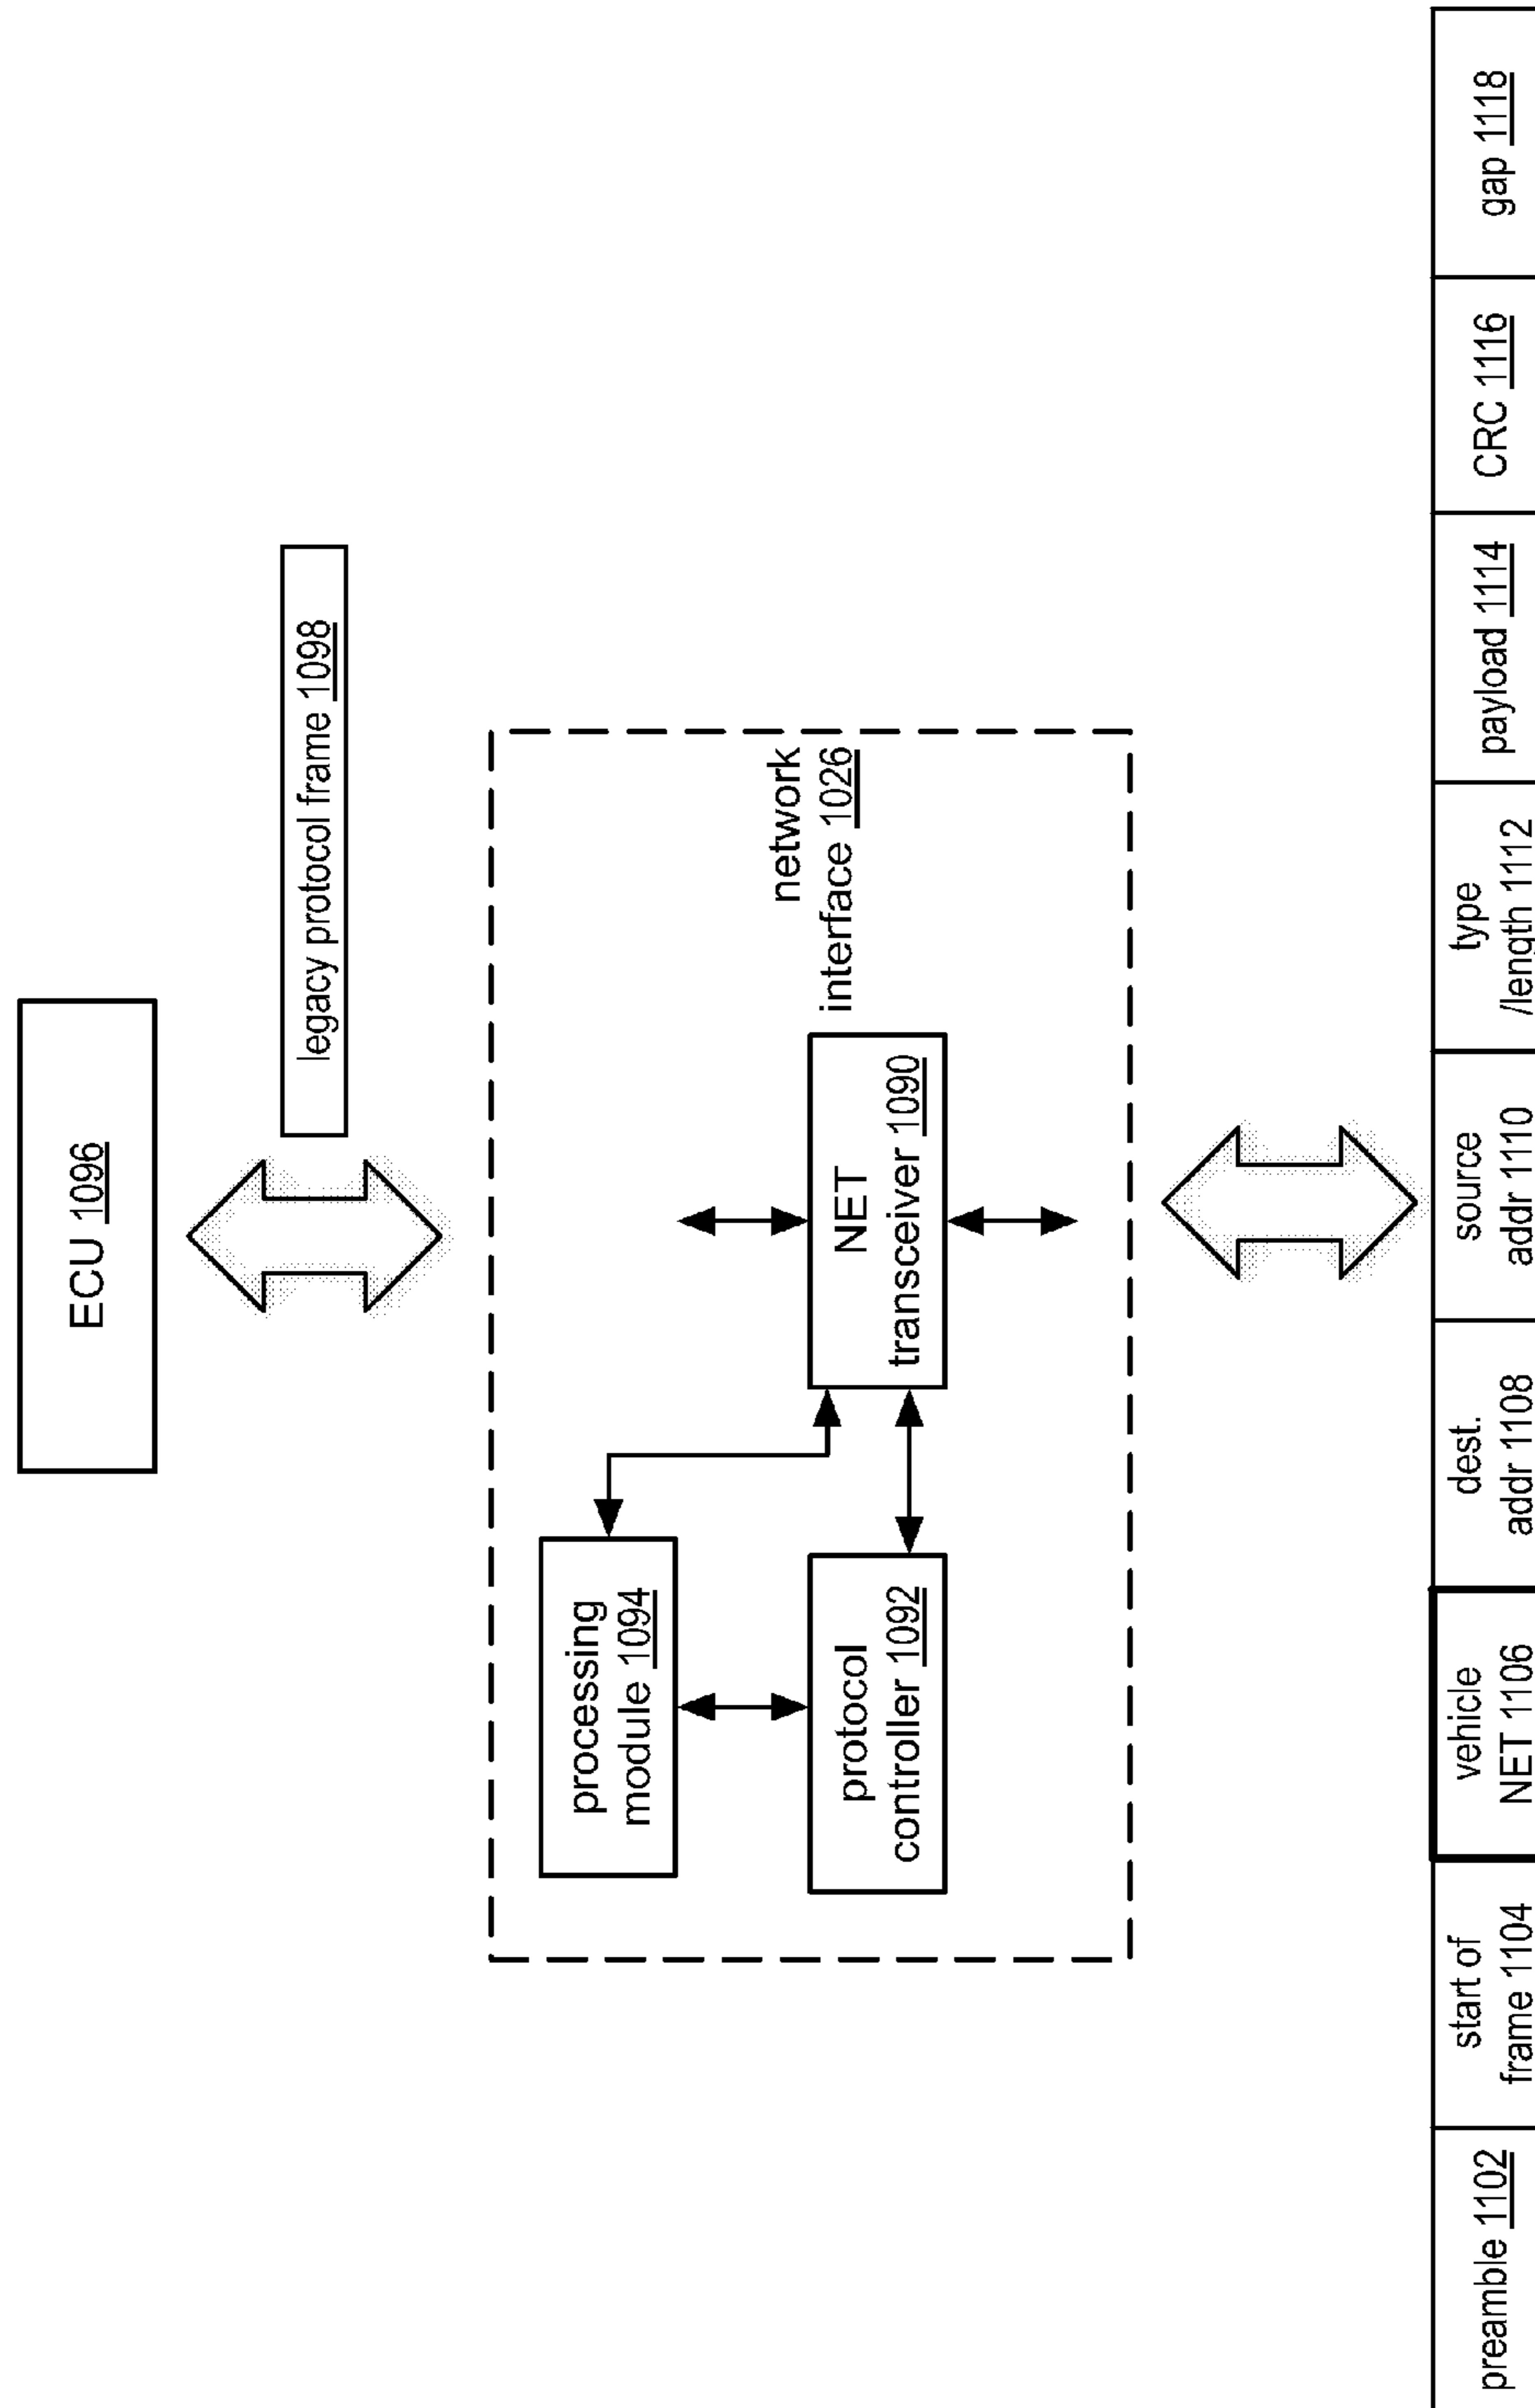 ECU 1096
legacy protocol frame 1098
network
interface 1026
processing
module 1094
protocol
controller 1092
NET
transceiver 1090
preamble 1102
start of
frame 1104
vehicle
NET 1106
dest.
addr 1108
source
addr 1110
type
/length 1112
payload 1114
CRC 1116
gap 1118